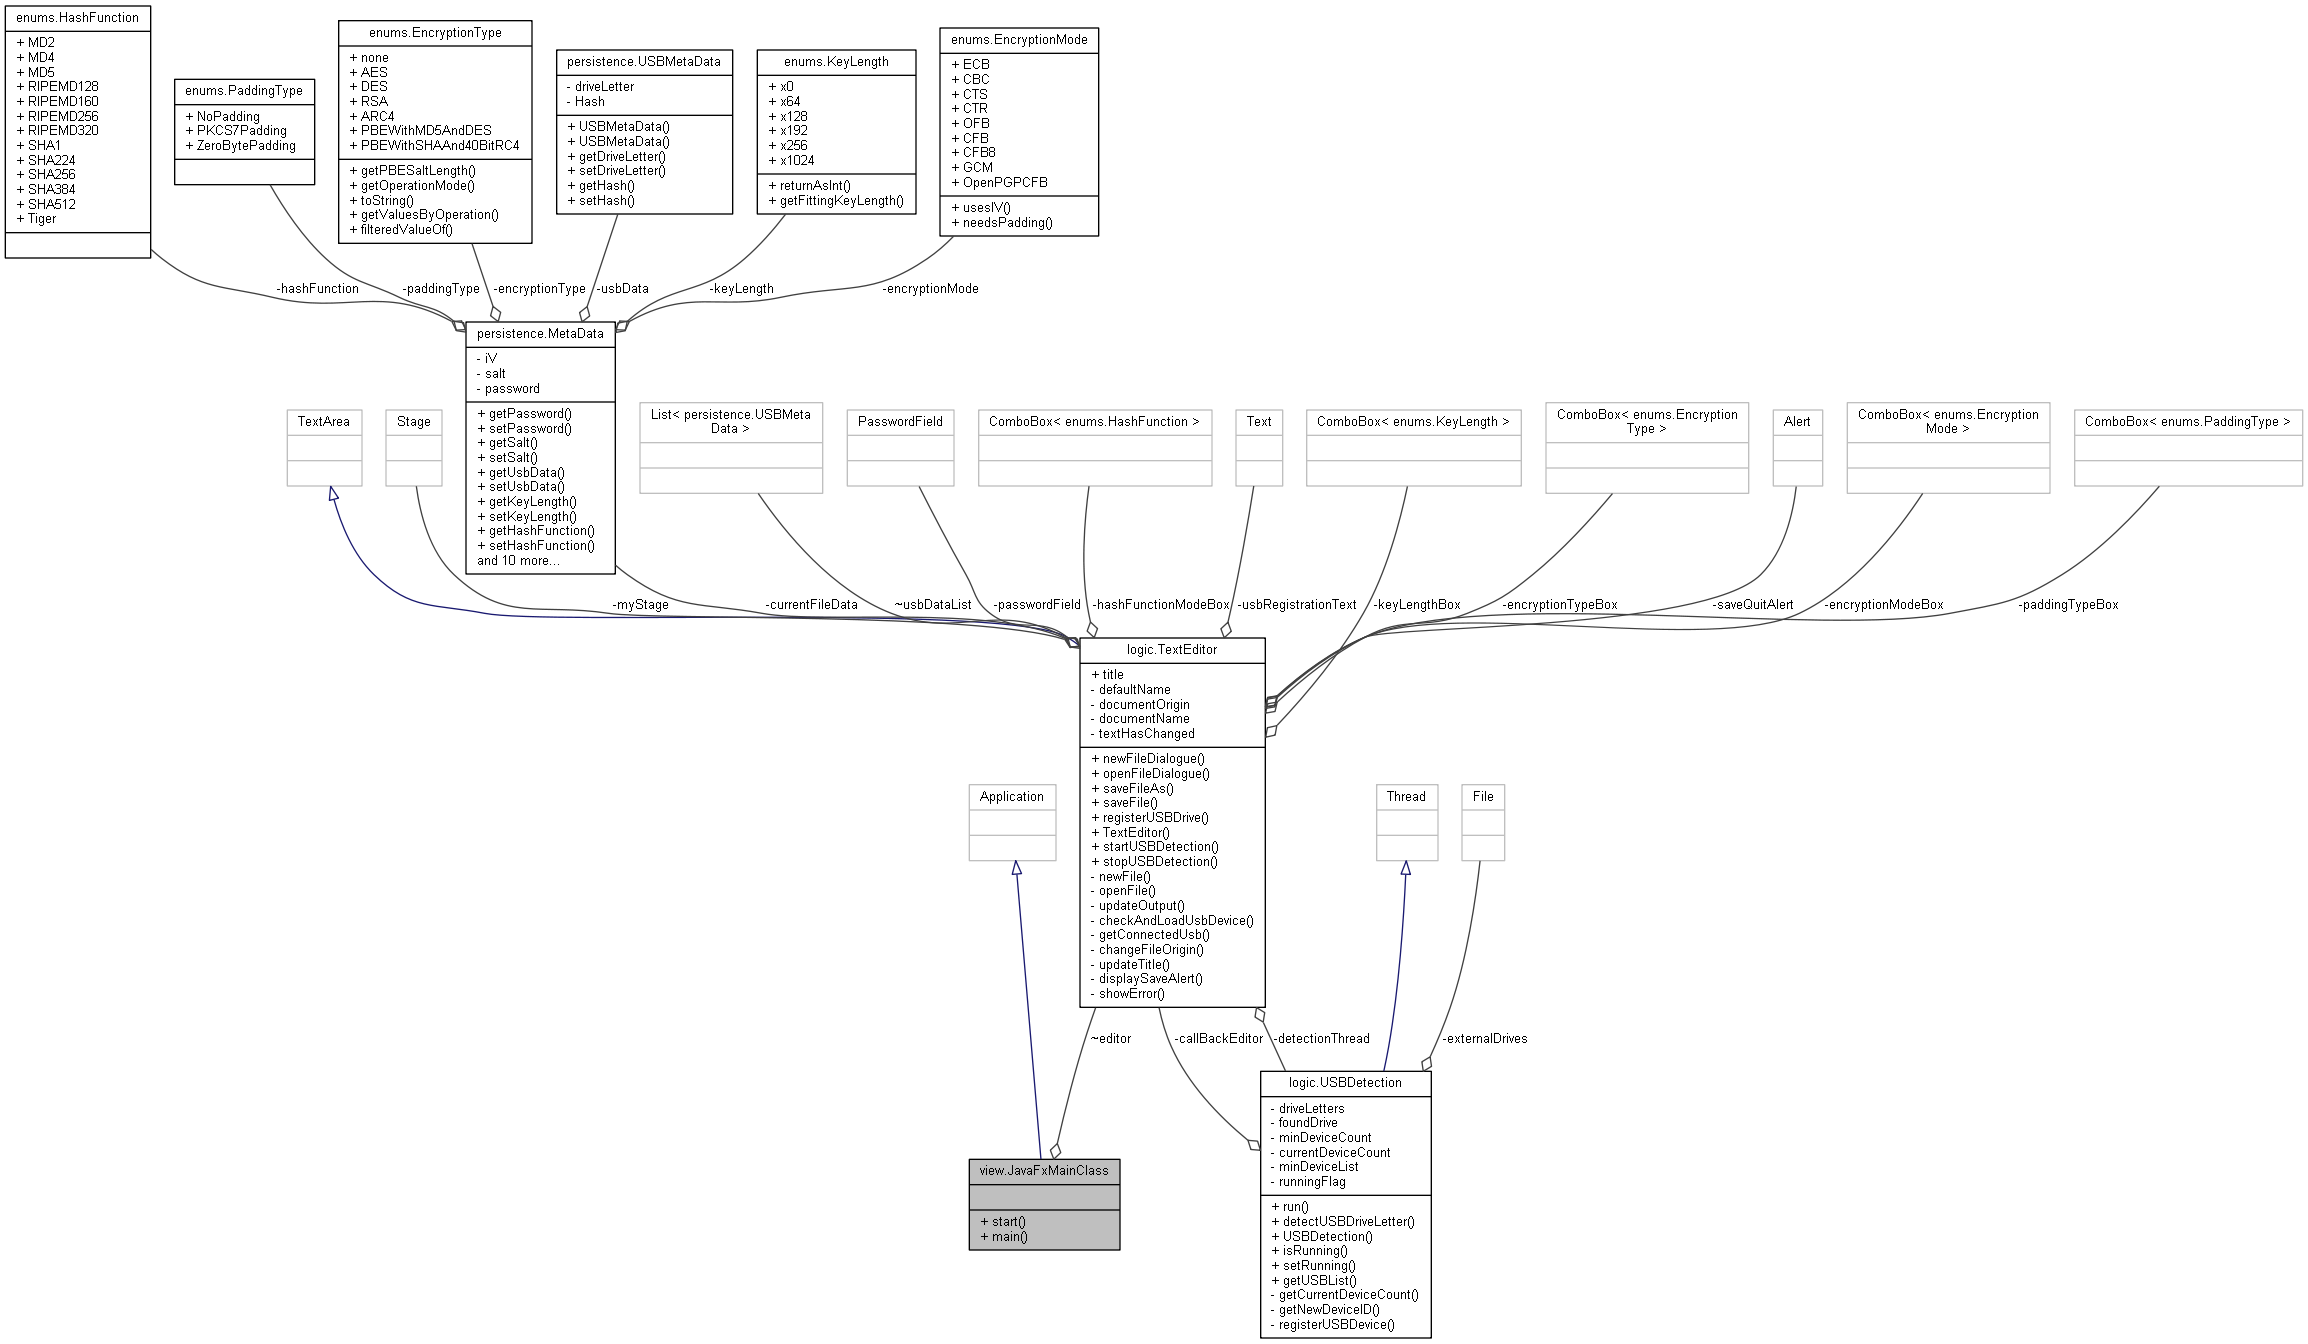 enums.HashFunction
+ MD2
+ MD4
+ MD5
+ RIPEMD128
+ RIPEMD160
+ RIPEMD256
+ RIPEMD320
+ SHA1
+ SHA224
+ SHA256
+ SHA384
+ SHA512
+ Tiger
enums.PaddingType
+ NoPadding
+ PKCS7Padding
+ ZeroBytePadding
enums.EncryptionType
+ none
+ AES
+ DES
+ RSA
+ ARC4
+ PBEWithMD5AndDES
+ PBEWithSHAAnd40BitRC4
+ getPBESaltLength()
+ getOperationMode()
+ toString()
+ getValuesByOperation()
+ filteredValueOf()
persistence.USBMetaData
- driveLetter
- Hash
+ USBMetaData()
+ USBMetaData()
+ getDriveLetter()
+ setDriveLetter()
+ getHash()
+ setHash()
enums.KeyLength
+ x0
+ x64
+ x128
+ x192
+ x256
+ x1024
+ returnAsInt()
+ getFittingKeyLength()
enums.EncryptionMode
+ ECB
+ CBC
+ CTS
+ CTR
+ OFB
+ CFB
+ CFB8
+ GCM
+ OpenPGPCFB
+ usesIV()
+ needsPadding()
-hashFunction
-paddingType
-encryptionType
-usbData
-keyLength
-encryptionMode
persistence.MetaData
- iV
- salt
- password
+ getPassword()
+ setPassword()
+ getSalt()
+ setSalt()
+ getUsbData()
+ setUsbData()
+ getKeyLength()
+ setKeyLength()
+ getHashFunction()
+ setHashFunction()
and 10 more...
TextArea
Stage
List< persistence.USBMeta
Data >
PasswordField
ComboBox< enums.HashFunction >
Text
ComboBox< enums.KeyLength >
ComboBox< enums.Encryption
Type >
Alert
ComboBox< enums.Encryption
Mode >
ComboBox< enums.PaddingType >
-myStage
-currentFileData
~usbDataList
-passwordField
-hashFunctionModeBox
-usbRegistrationText
-keyLengthBox
-encryptionTypeBox
-saveQuitAlert
-encryptionModeBox
-paddingTypeBox
logic.TextEditor
+ title
- defaultName
- documentOrigin
- documentName
- textHasChanged
+ newFileDialogue()
+ openFileDialogue()
+ saveFileAs()
+ saveFile()
+ registerUSBDrive()
+ TextEditor()
+ startUSBDetection()
+ stopUSBDetection()
- newFile()
- openFile()
- updateOutput()
- checkAndLoadUsbDevice()
- getConnectedUsb()
- changeFileOrigin()
- updateTitle()
- displaySaveAlert()
- showError()
Application
Thread
File
~editor
-callBackEditor
-detectionThread
-externalDrives
view.JavaFxMainClass
+ start()
+ main()
logic.USBDetection
- driveLetters
- foundDrive
- minDeviceCount
- currentDeviceCount
- minDeviceList
- runningFlag
+ run()
+ detectUSBDriveLetter()
+ USBDetection()
+ isRunning()
+ setRunning()
+ getUSBList()
- getCurrentDeviceCount()
- getNewDeviceID()
- registerUSBDevice()